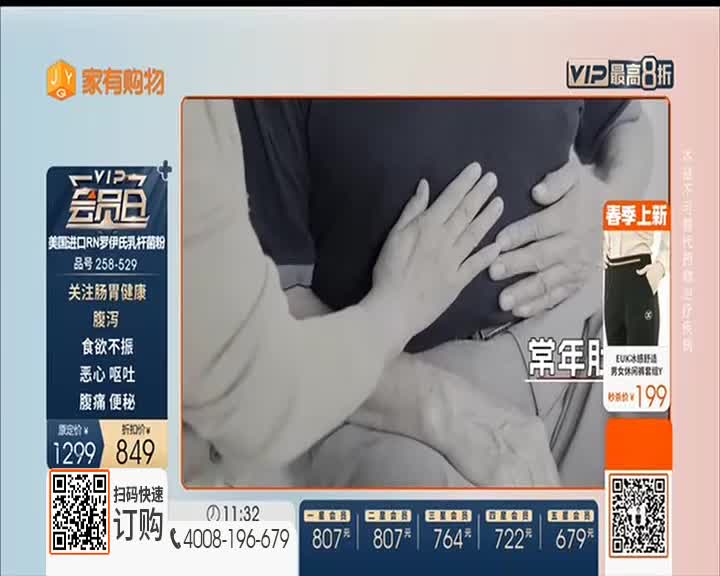 JYQ 家有购物
VIP最高8折
VIP
会员日
美国进口RN罗伊氏乳杆菌粉
品号 258-529
关注肠胃健康
腹泻
食欲不振
恶心 呕吐
腹痛 便秘
原定价¥
1299
折扣价¥
849
扫码快速
订购
11:32
4008-196-679
一星会员
807元
二星会员
807元
三星会员
764元
四星会员
722元
五星会员
679元
常年肚
春季上新
EUK冰感舒适
男女休闲裤套组Y
秒杀价¥199
本品不可替代药物治疗疾病